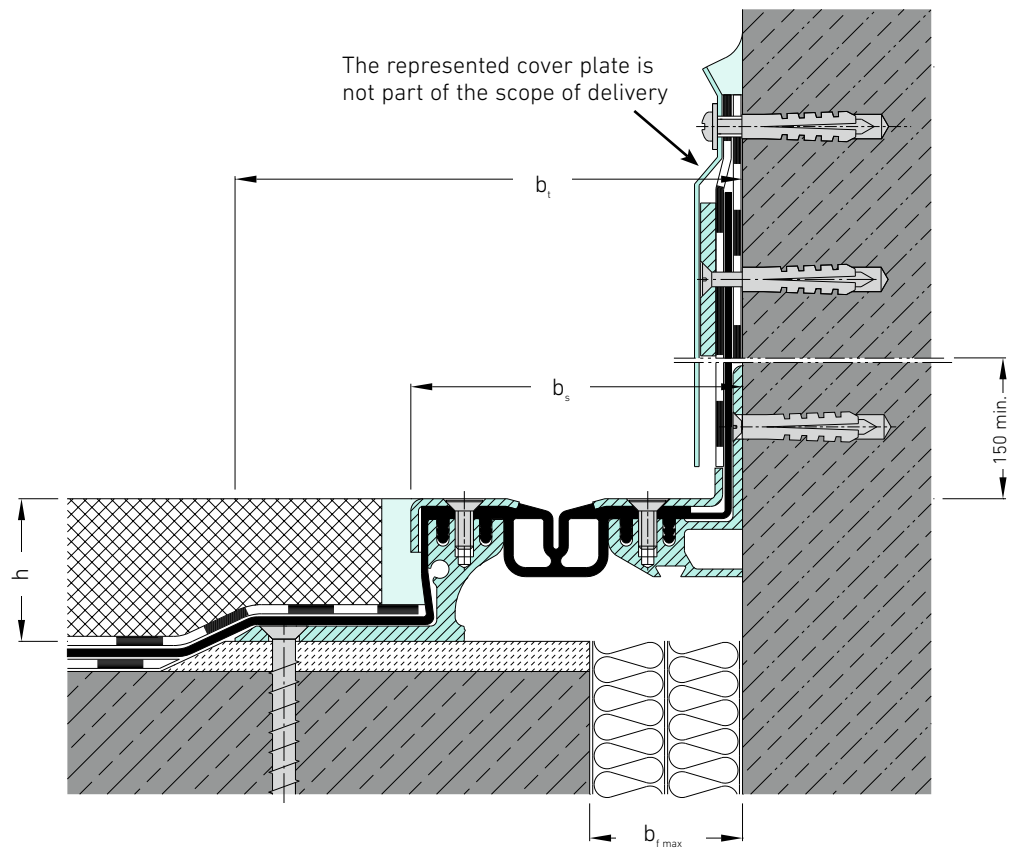 The represented cover plate is
not part of the scope of delivery
bt
bs
150 min.
h
bf max